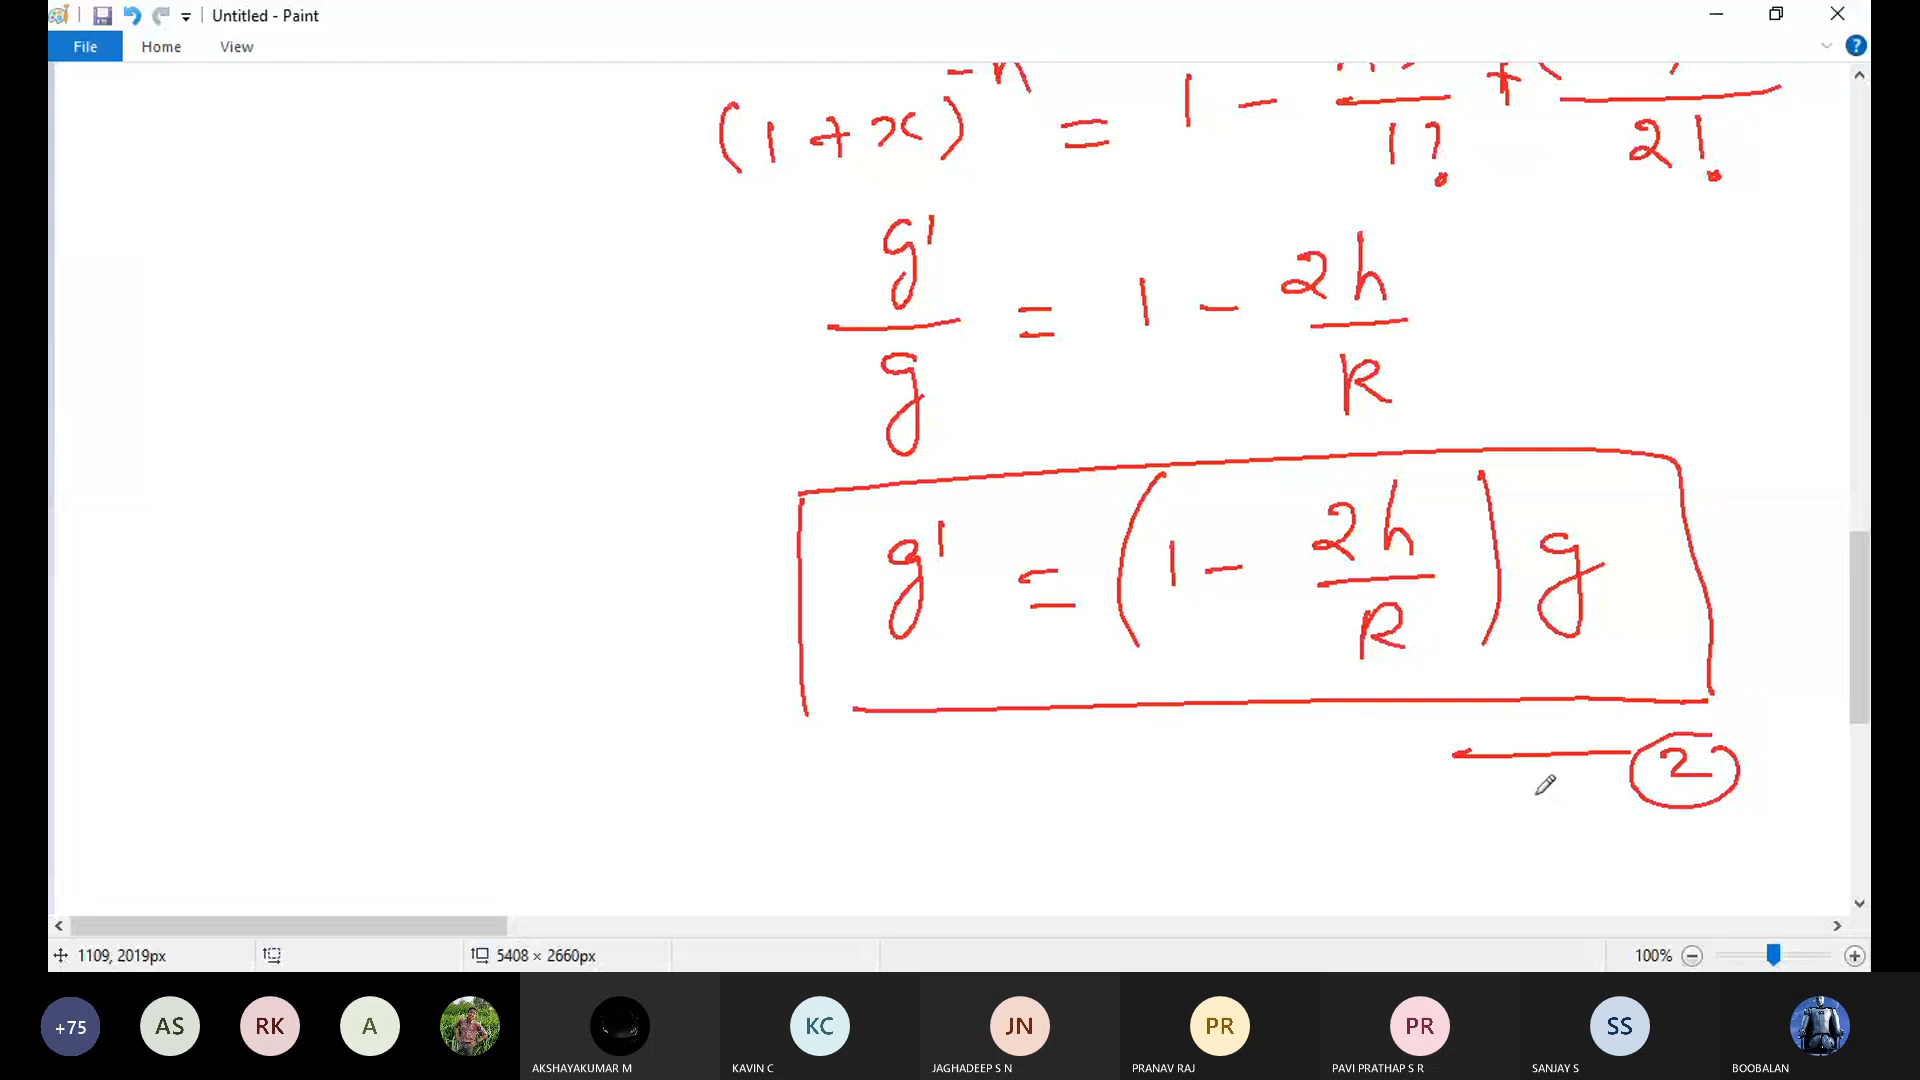 Untitled - Paint
File Home View
(1+x)⁻ⁿ = 1 - /1! + /2!
g'/g = 1 - 2h/R
g' = (1 - 2h/R) g
2
1109, 2019px 5408 × 2660px 100%
+75 AS RK A KC JN PR PR SS
AKSHAYAKUMAR M KAVIN C JAGHADEEP S N PRANAV RAJ PAVI PRATHAP S R SANJAY S BOOBALAN